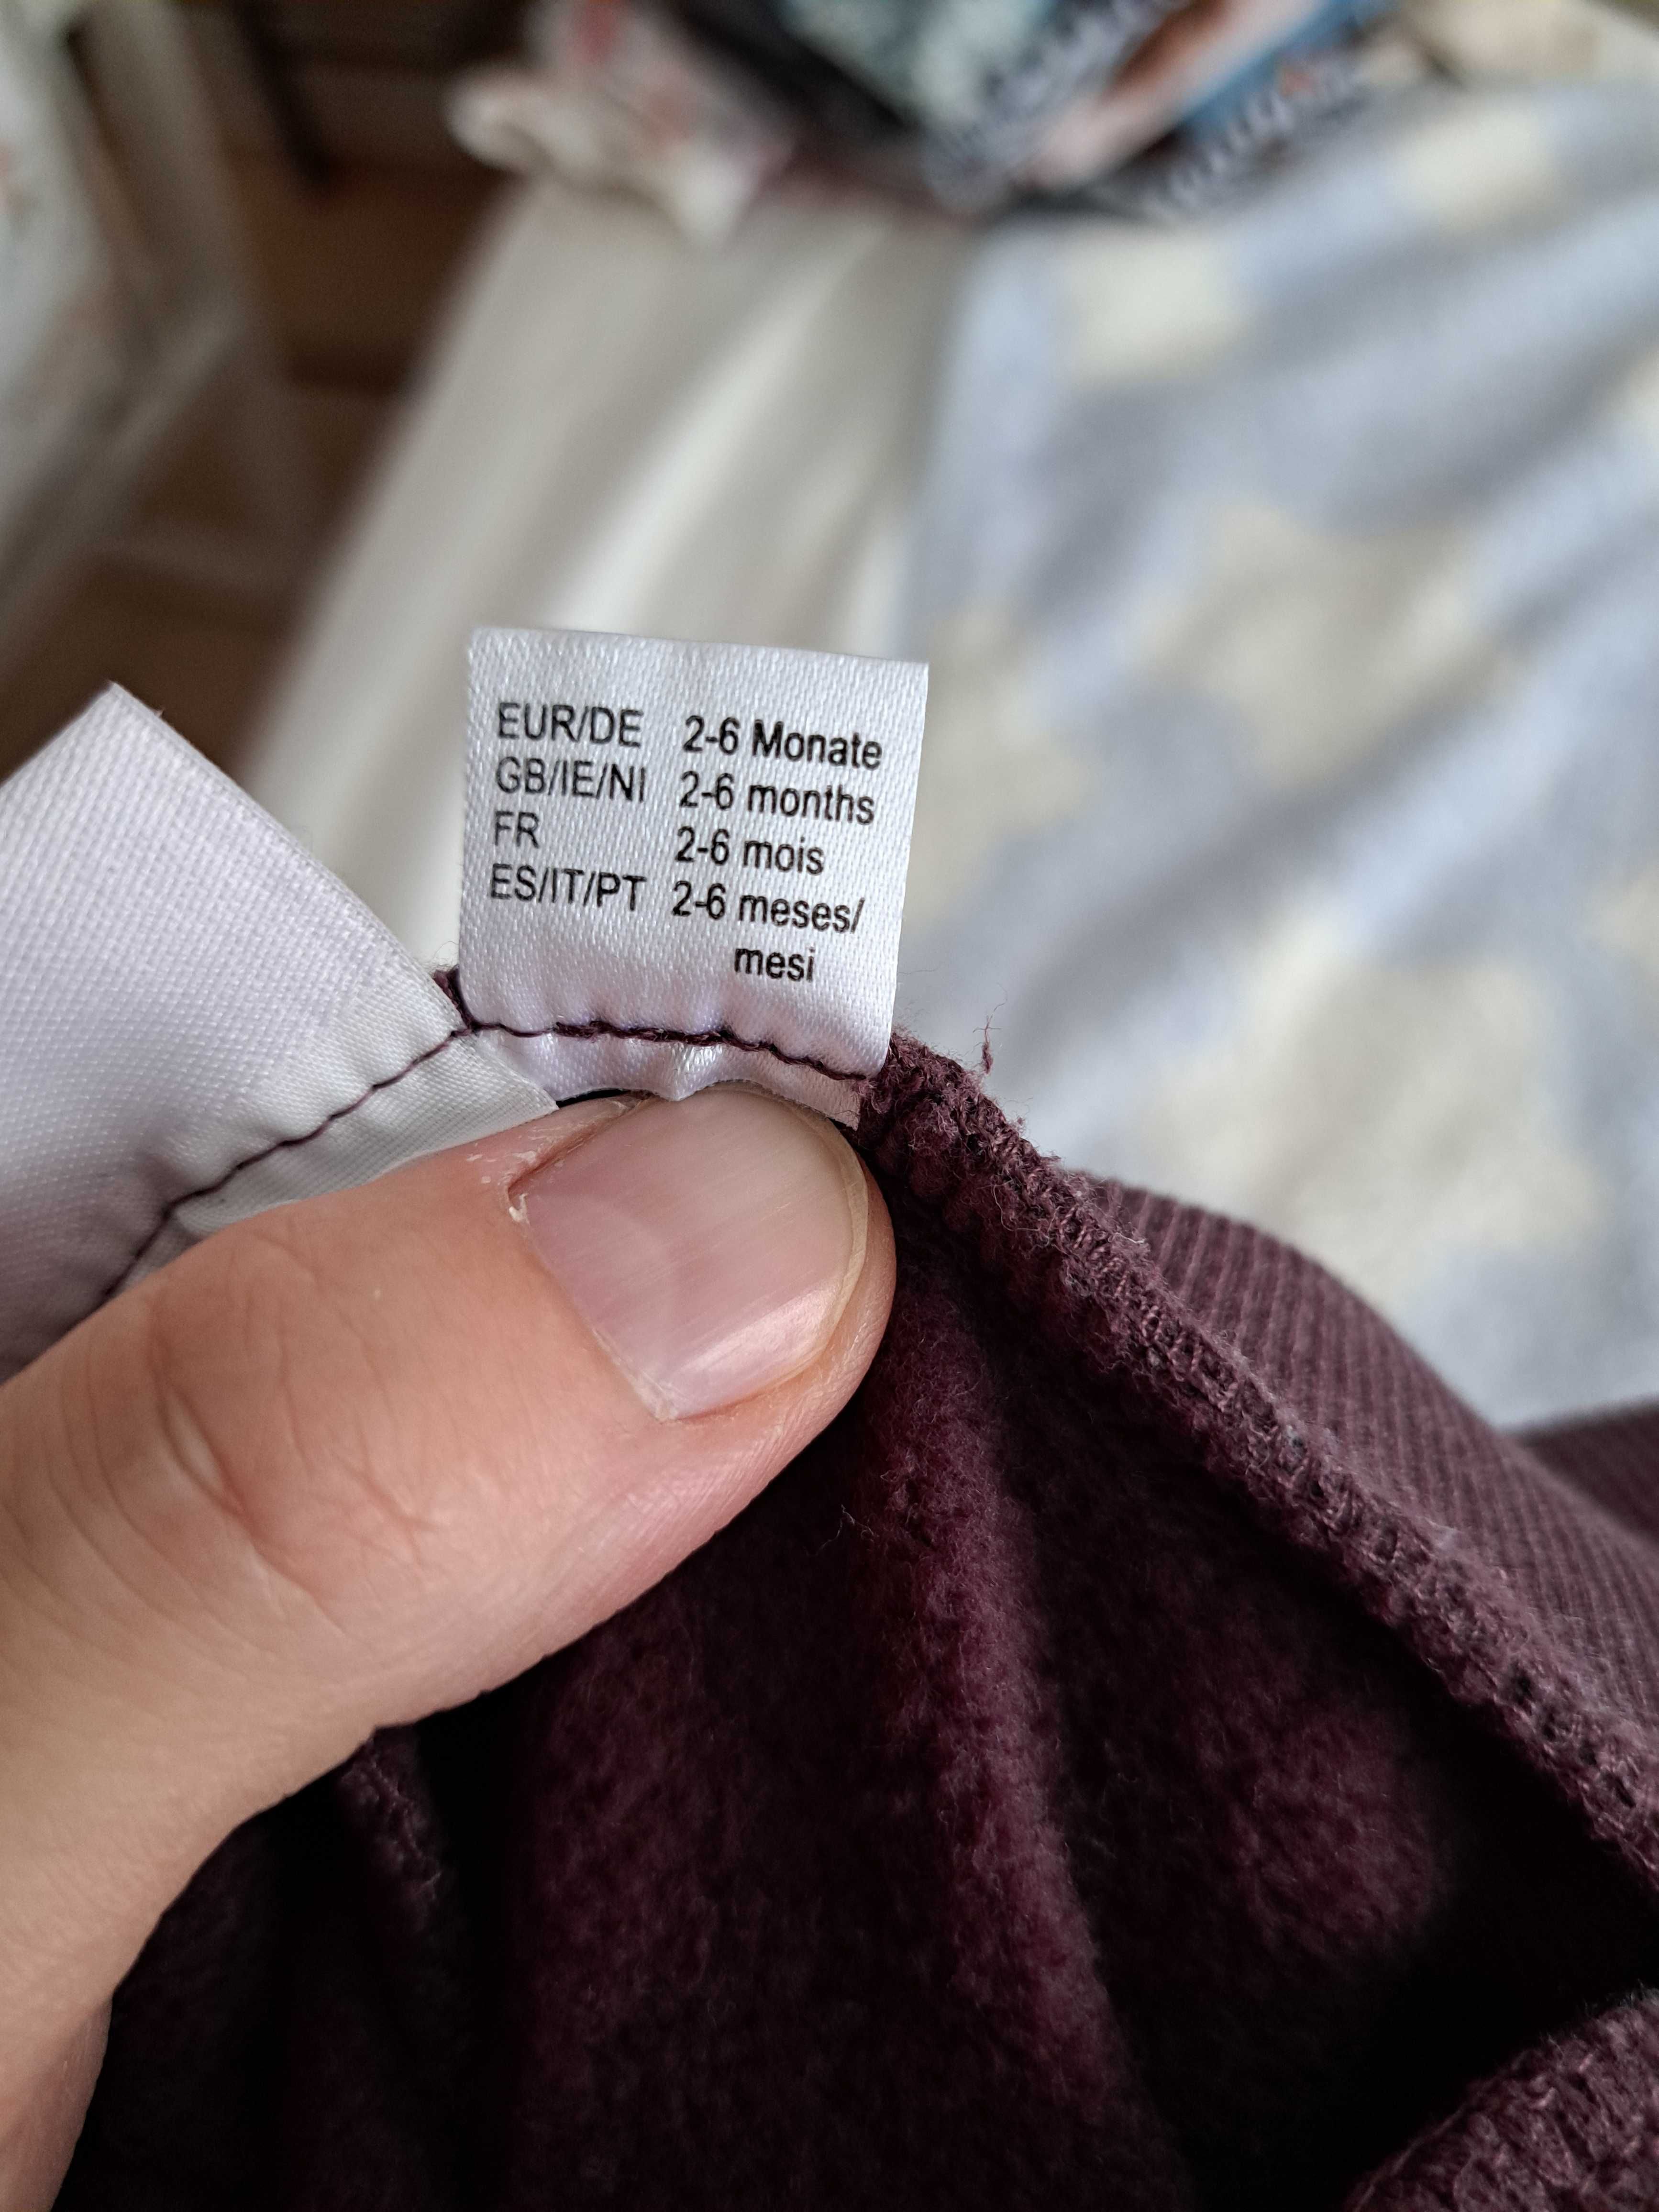 EUR/DE 2-6 Monate
GB/IE/NI 2-6 months
FR 2-6 mois
ES/IT/PT 2-6 meses/
mesi